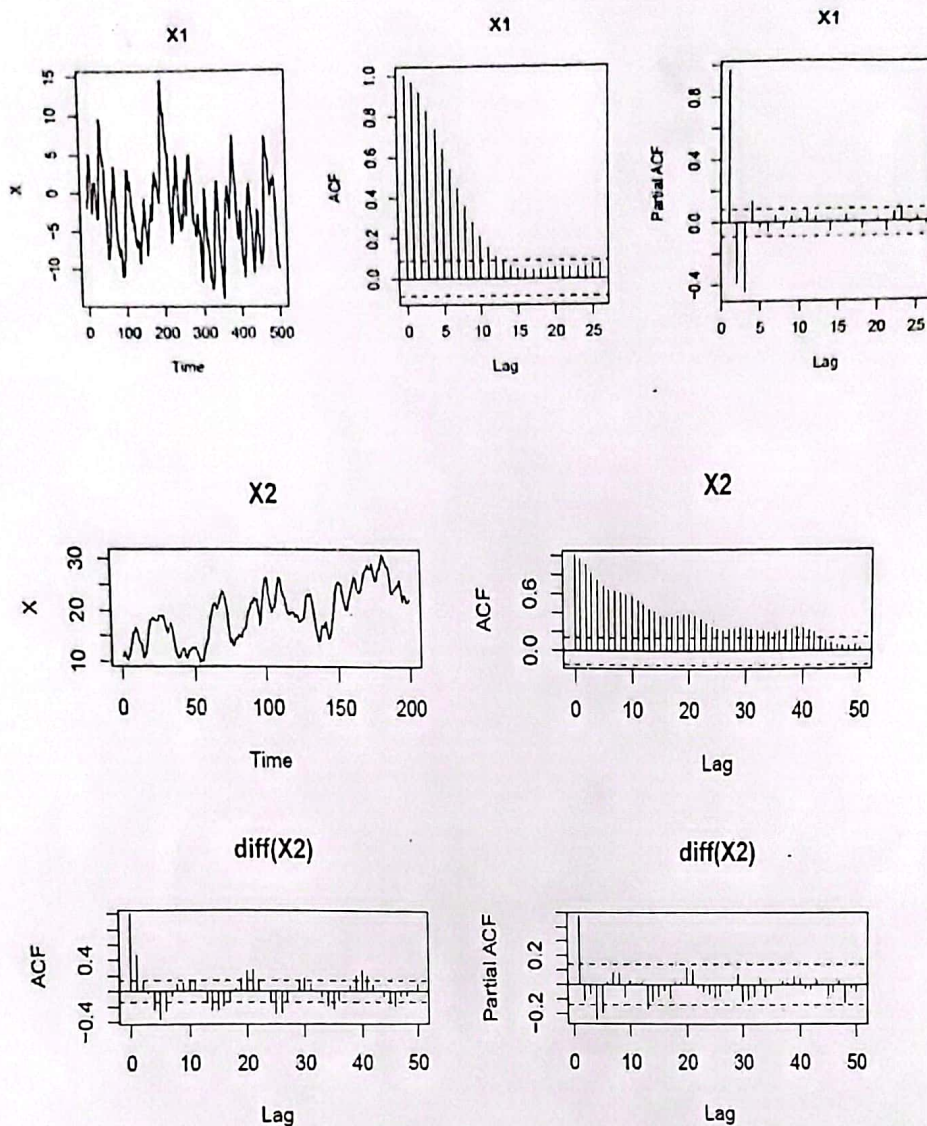 X1
X1
X1
X
15
10
5
0
-5
-10
0 100 200 300 400 500
Time
ACF
1.0
0.8
0.6
0.4
0.2
0.0
0 5 10 15 20 25
Lag
Partial ACF
0.8
0.4
0.0
-0.4
0 5 10 15 20 25
Lag
X2
X2
X
30
20
10
0 50 100 150 200
Time
ACF
0.6
0.0
0 10 20 30 40 50
Lag
diff(X2)
diff(X2)
ACF
0.4
-0.4
0 10 20 30 40 50
Lag
Partial ACF
0.2
-0.2
0 10 20 30 40 50
Lag